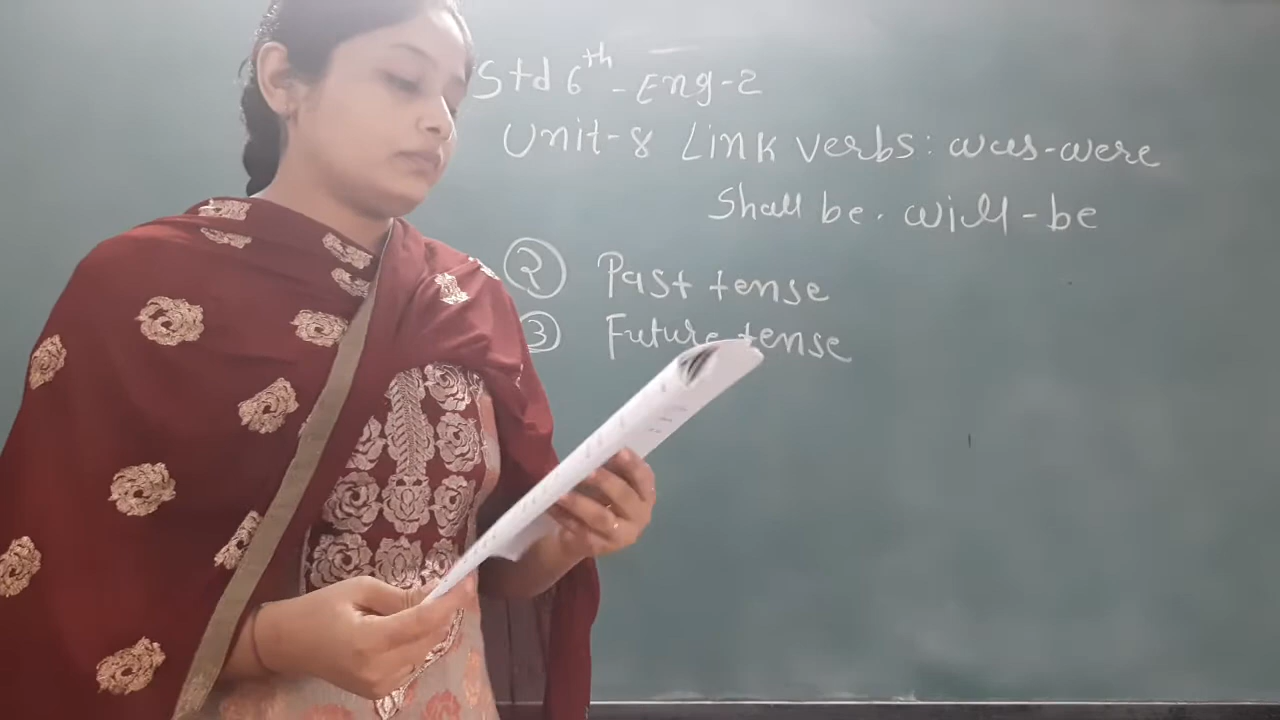 Std 6th - Eng-2
Unit-8 Link verbs: was-were
Shall be. will-be
② Past tense
③ Future tense